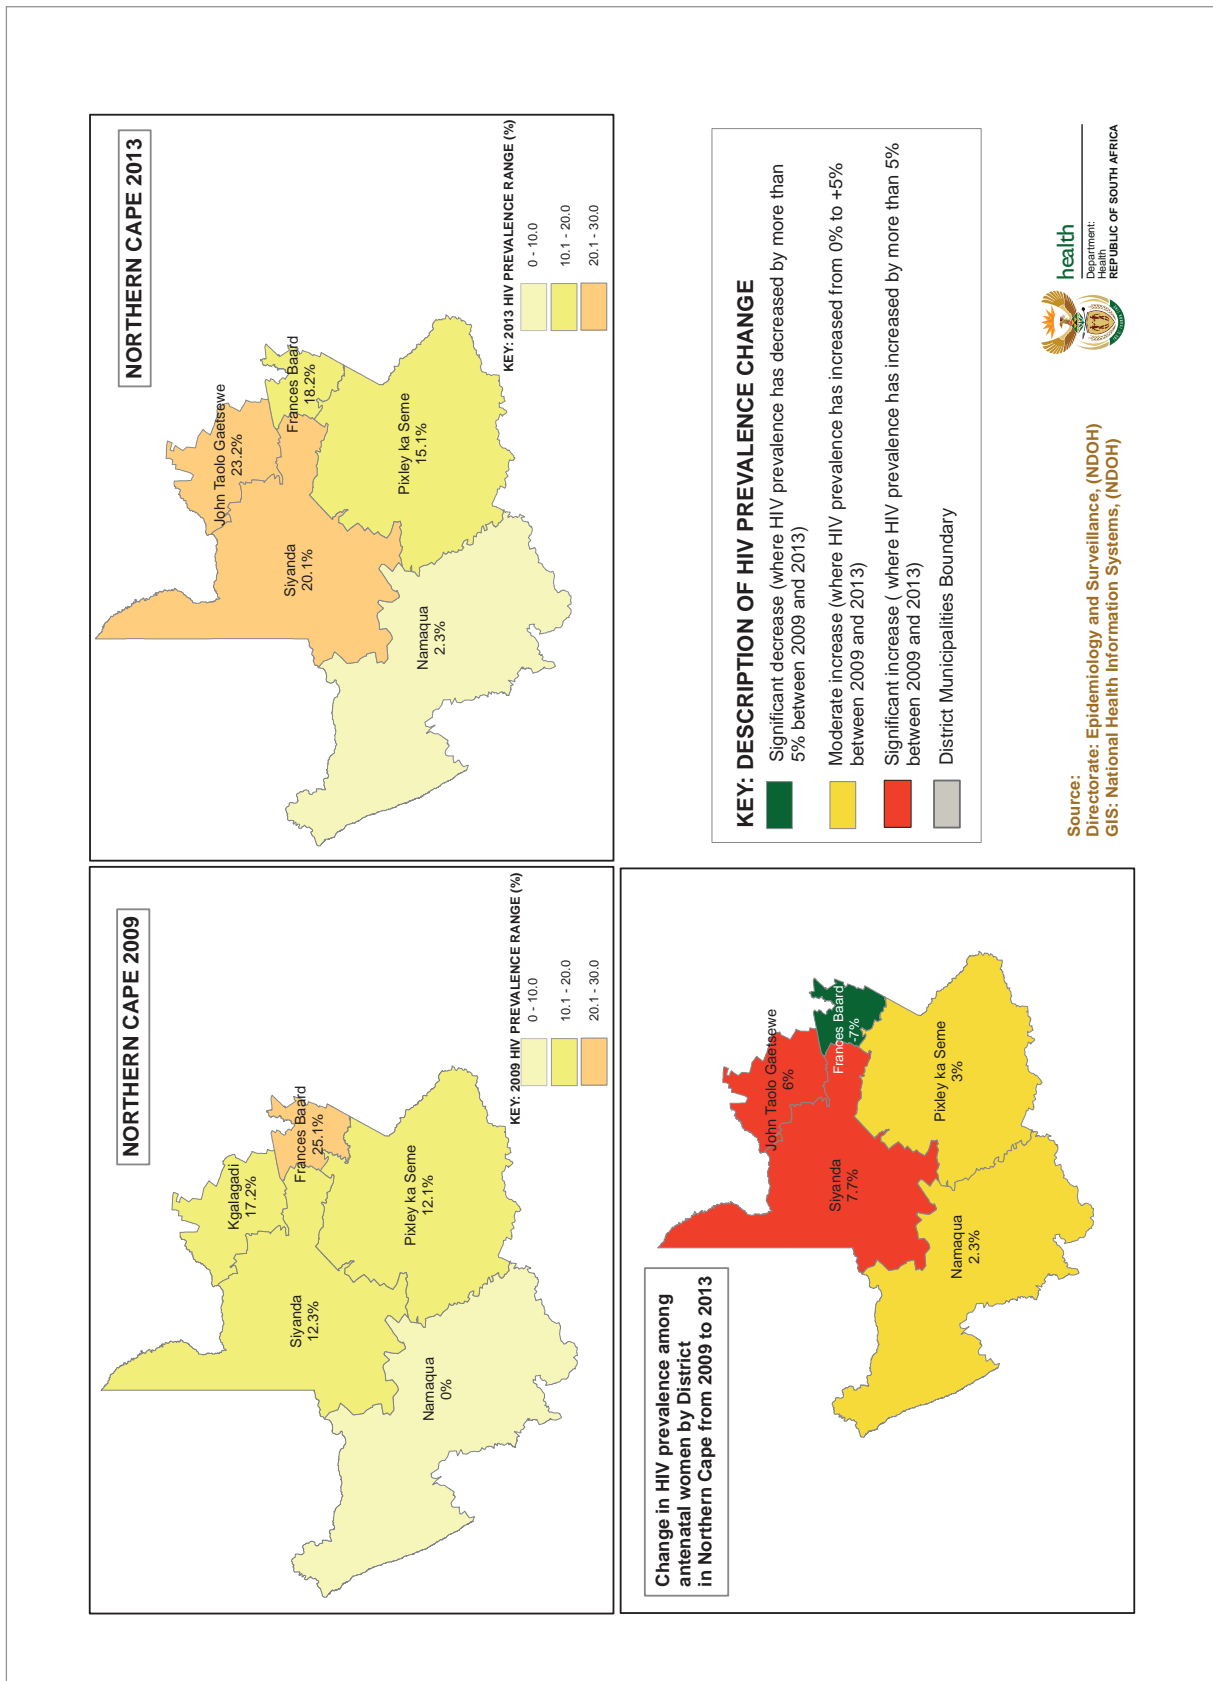 NORTHERN CAPE 2009
Kgalagadi
17.2%
Frances Baard
25.1%
Siyanda
12.3%
Pixley ka Seme
12.1%
Namaqua
0%
KEY: 2009 HIV PREVALENCE RANGE (%)
0 - 10.0
10.1 - 20.0
20.1 - 30.0
NORTHERN CAPE 2013
John Taolo Gaetsewe
23.2%
Frances Baard
18.2%
Siyanda
20.1%
Pixley ka Seme
15.1%
Namaqua
2.3%
KEY: 2013 HIV PREVALENCE RANGE (%)
0 - 10.0
10.1 - 20.0
20.1 - 30.0
Change in HIV prevalence among
antenatal women by District
in Northern Cape from 2009 to 2013
John Taolo Gaetsewe
6%
Frances Baard
-7%
Siyanda
7.7%
Pixley ka Seme
3%
Namaqua
2.3%
KEY: DESCRIPTION OF HIV PREVALENCE CHANGE
Significant decrease (where HIV prevalence has decreased by more than
5% between 2009 and 2013)
Moderate increase (where HIV prevalence has increased from 0% to +5%
between 2009 and 2013)
Significant increase ( where HIV prevalence has increased by more than 5%
between 2009 and 2013)
District Municipalities Boundary
Source:
Directorate: Epidemiology and Surveillance, (NDOH)
GIS: National Health Information Systems, (NDOH)
health
Department:
Health
REPUBLIC OF SOUTH AFRICA